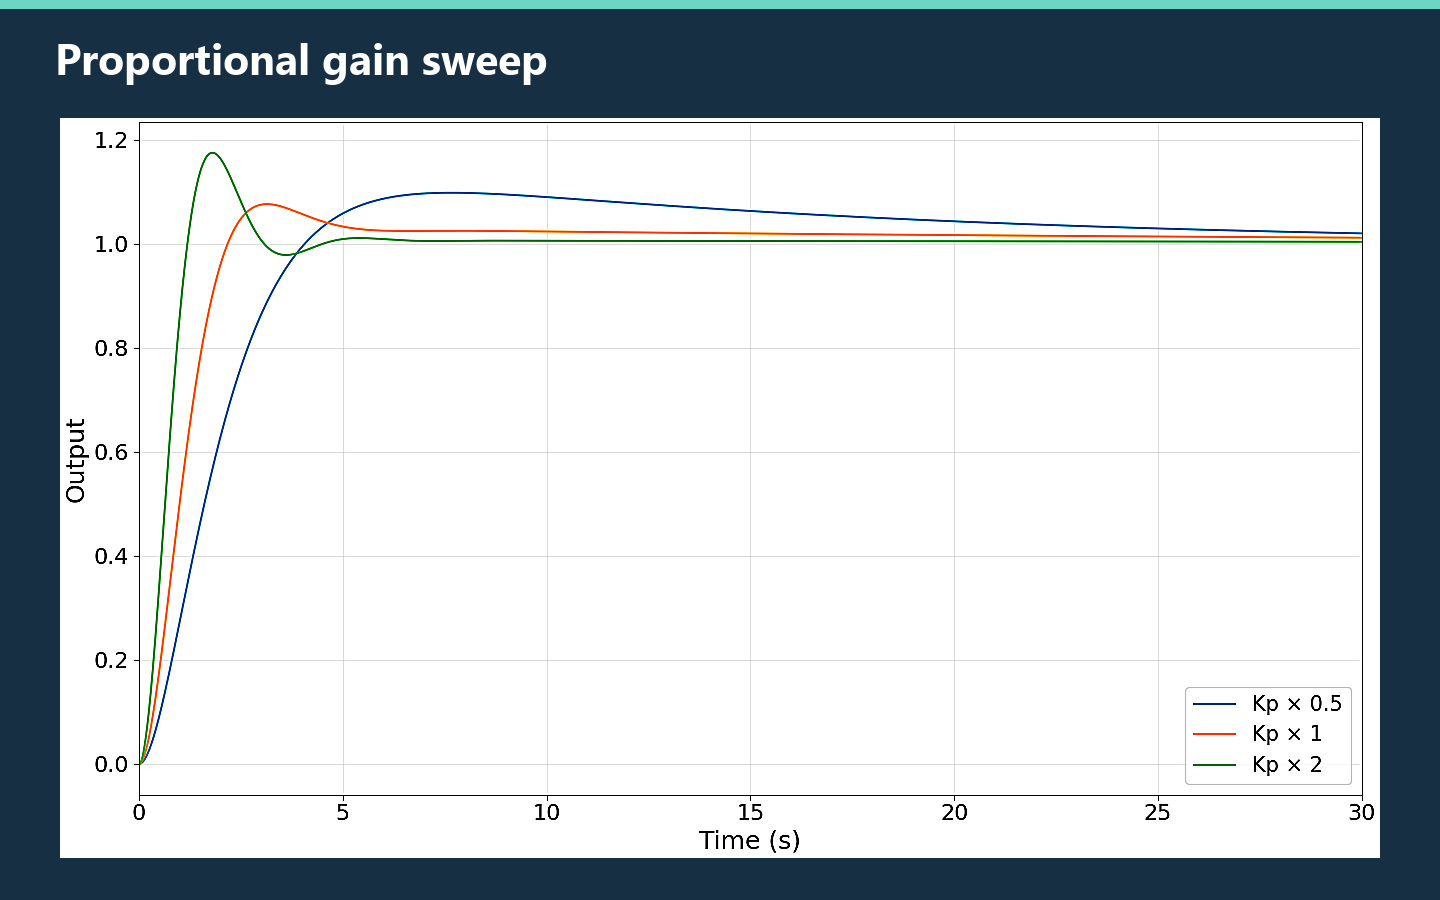 Proportional gain sweep
1.2
1.0
0.8
0.6
0.4
0.2
0.0
Output
0 5 10 15 20 25 30
Time (s)
Kp × 0.5
Kp × 1
Kp × 2